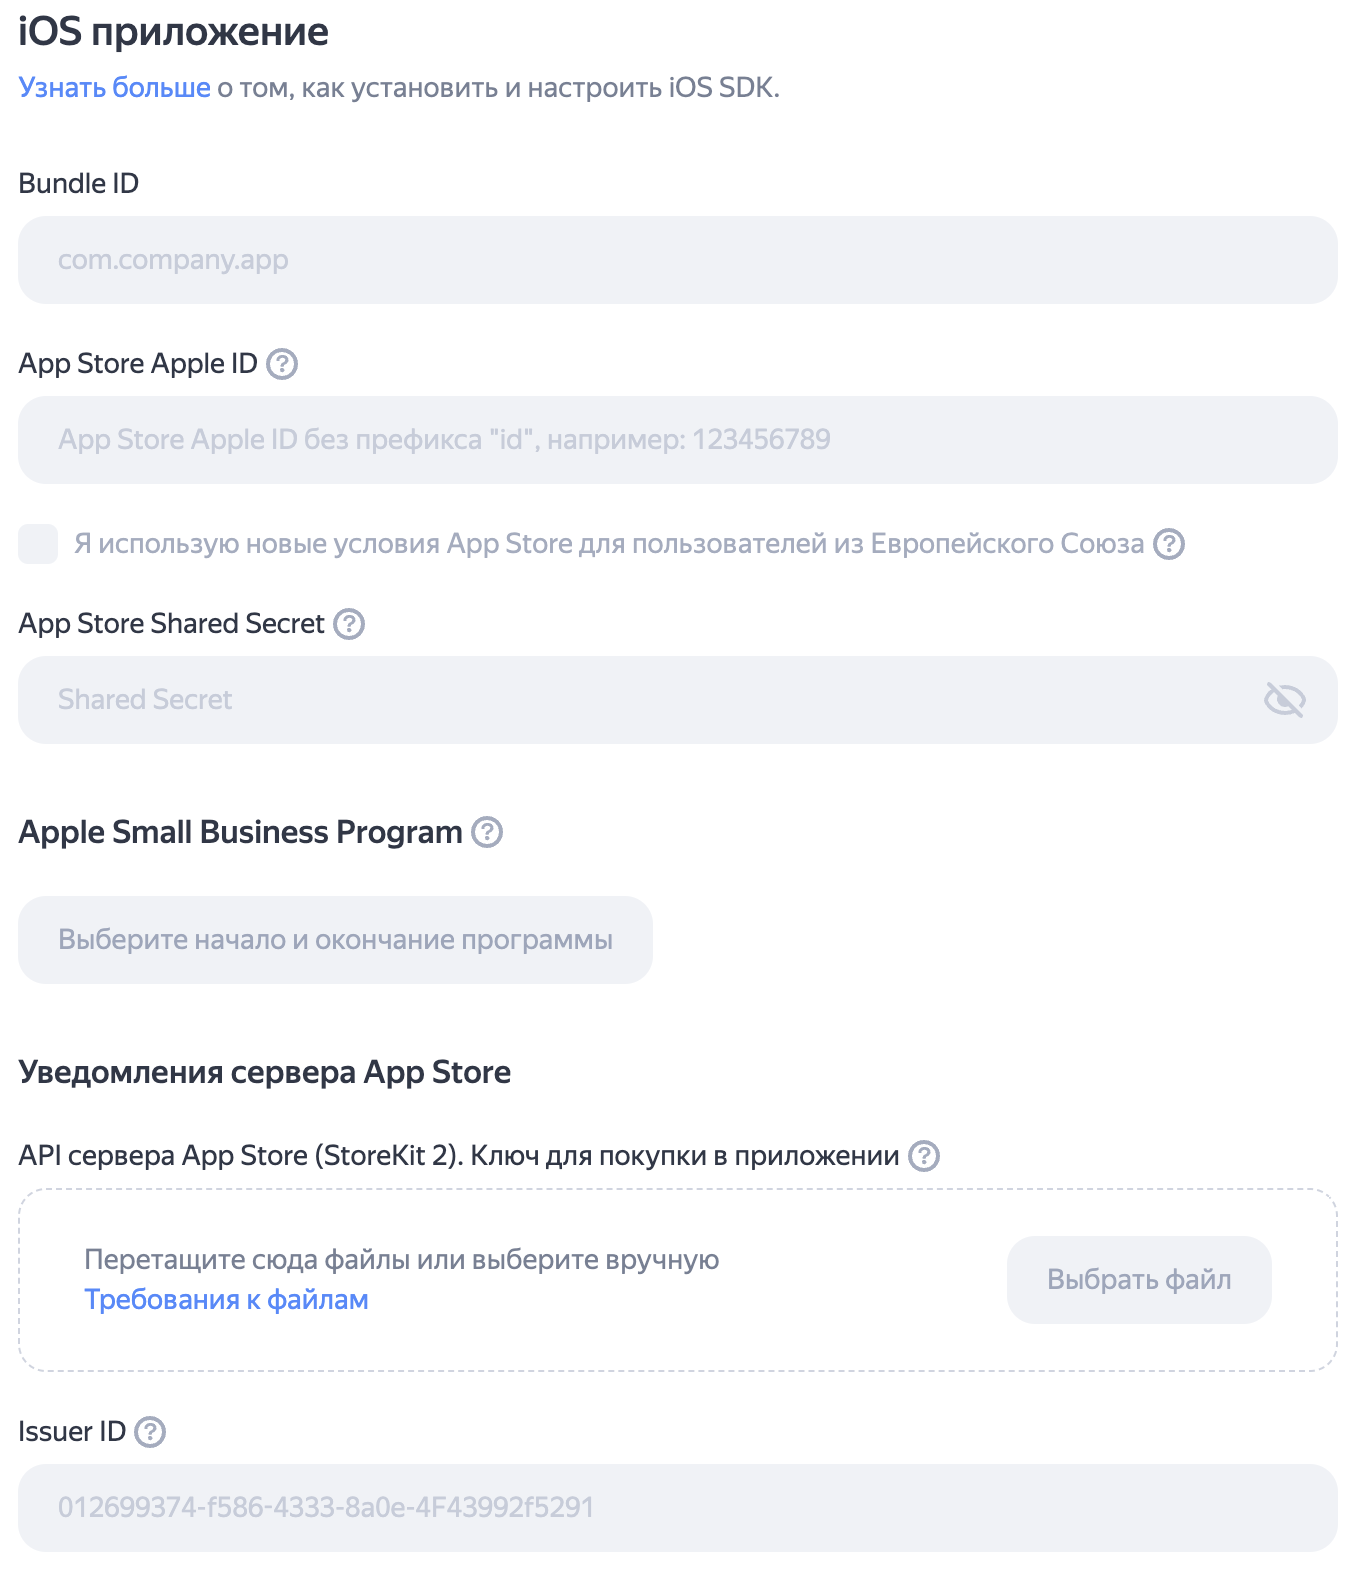 iOS приложение
Узнать больше о том, как установить и настроить iOS SDK.
Bundle ID
com.company.app
App Store Apple ID
App Store Apple ID без префикса "id", например: 123456789
Я использую новые условия App Store для пользователей из Европейского Союза
App Store Shared Secret
Shared Secret
Apple Small Business Program
Выберите начало и окончание программы
Уведомления сервера App Store
API сервера App Store (StoreKit 2). Ключ для покупки в приложении
Перетащите сюда файлы или выберите вручную
Требования к файлам
Выбрать файл
Issuer ID
012699374-f586-4333-8a0e-4F43992f5291